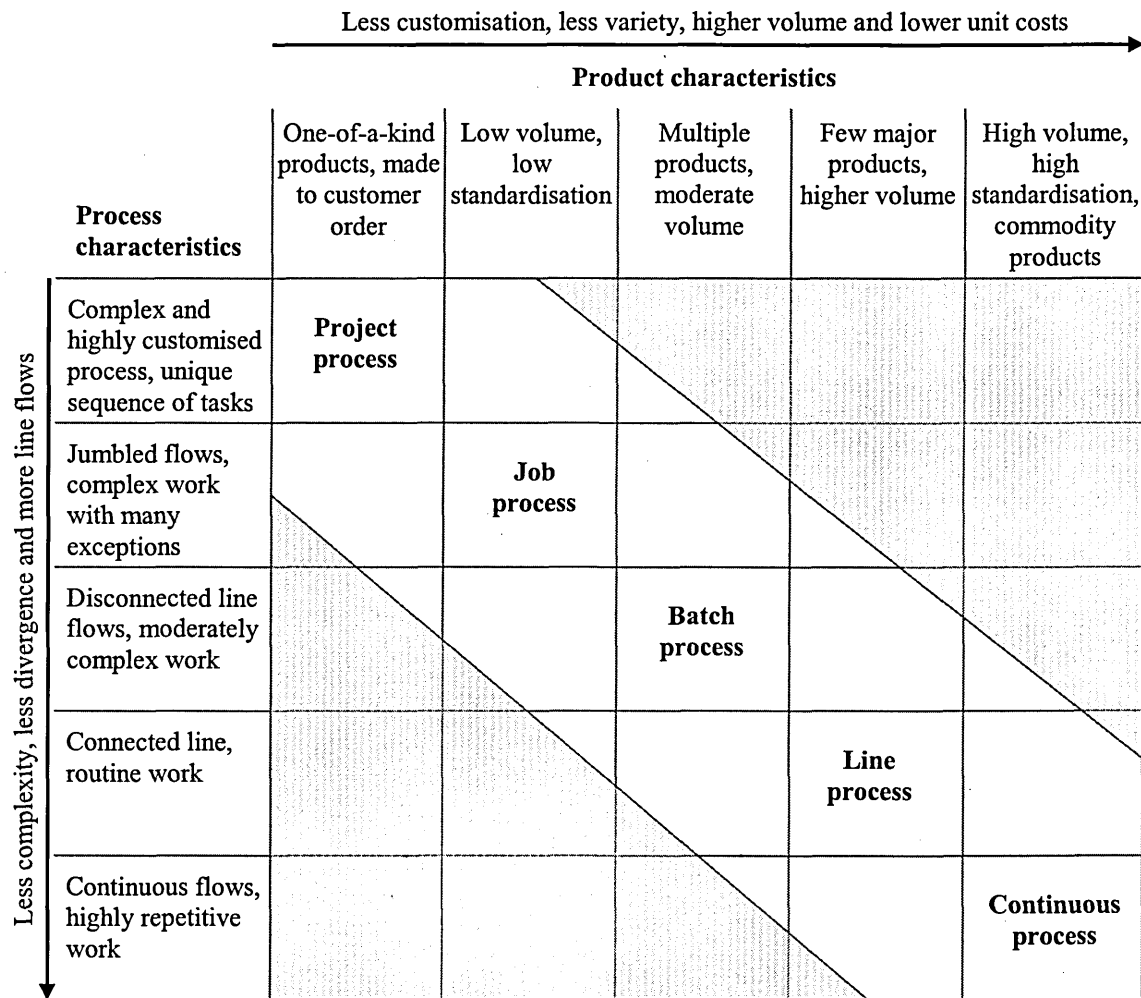 Less customisation, less variety, higher volume and lower unit costs
Product characteristics
One-of-a-kind
products, made
to customer
order
Low volume,
low
standardisation
Multiple
products,
moderate
volume
Few major
products,
higher volume
High volume,
high
standardisation,
commodity
products
Process
characteristics
Less complexity, less divergence and more line flows
Complex and
highly customised
process, unique
sequence of tasks
Project
process
Jumbled flows,
complex work
with many
exceptions
Job
process
Disconnected line
flows, moderately
complex work
Batch
process
Connected line,
routine work
Line
process
Continuous flows,
highly repetitive
work
Continuous
process